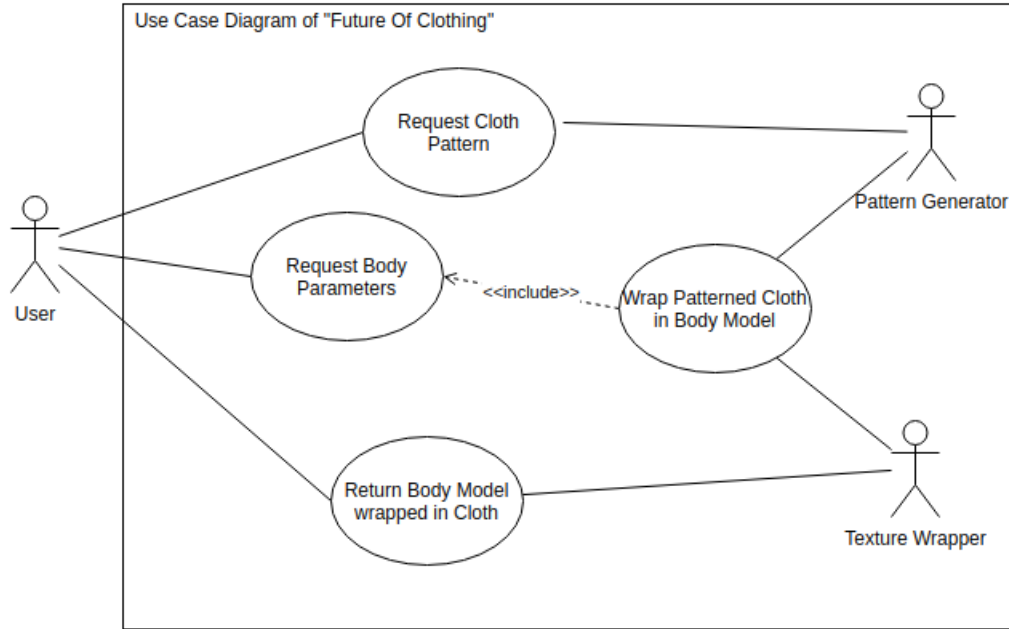 Use Case Diagram of "Future Of Clothing"
Request Cloth
Pattern
Pattern Generator
User
Request Body
Parameters
<<include>>
Wrap Patterned Cloth
in Body Model
Return Body Model
wrapped in Cloth
Texture Wrapper